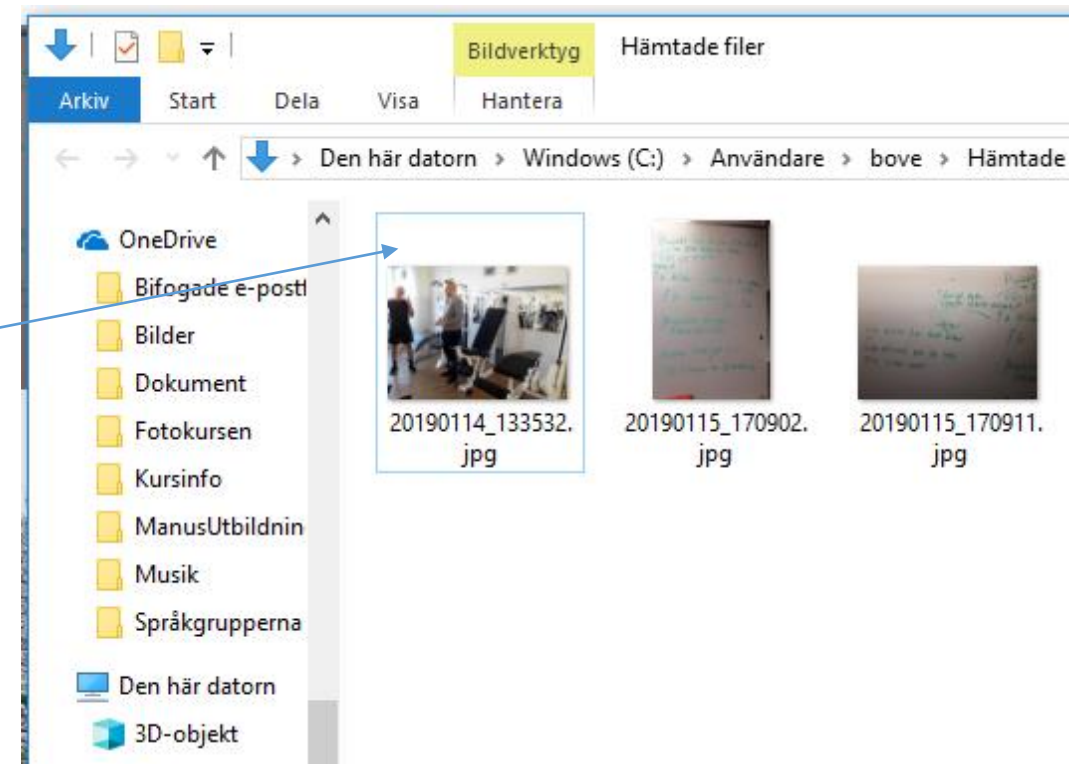 Bildverktyg Hämtade filer
Arkiv Start Dela Visa Hantera
Den här datorn > Windows (C:) > Användare > bove > Hämtade
OneDrive
Bifogade e-post
Bilder
Dokument
Fotokursen
Kursinfo
ManusUtbildnin
Musik
Språkgrupperna
Den här datorn
3D-objekt
20190114_133532.
jpg
20190115_170902.
jpg
20190115_170911.
jpg